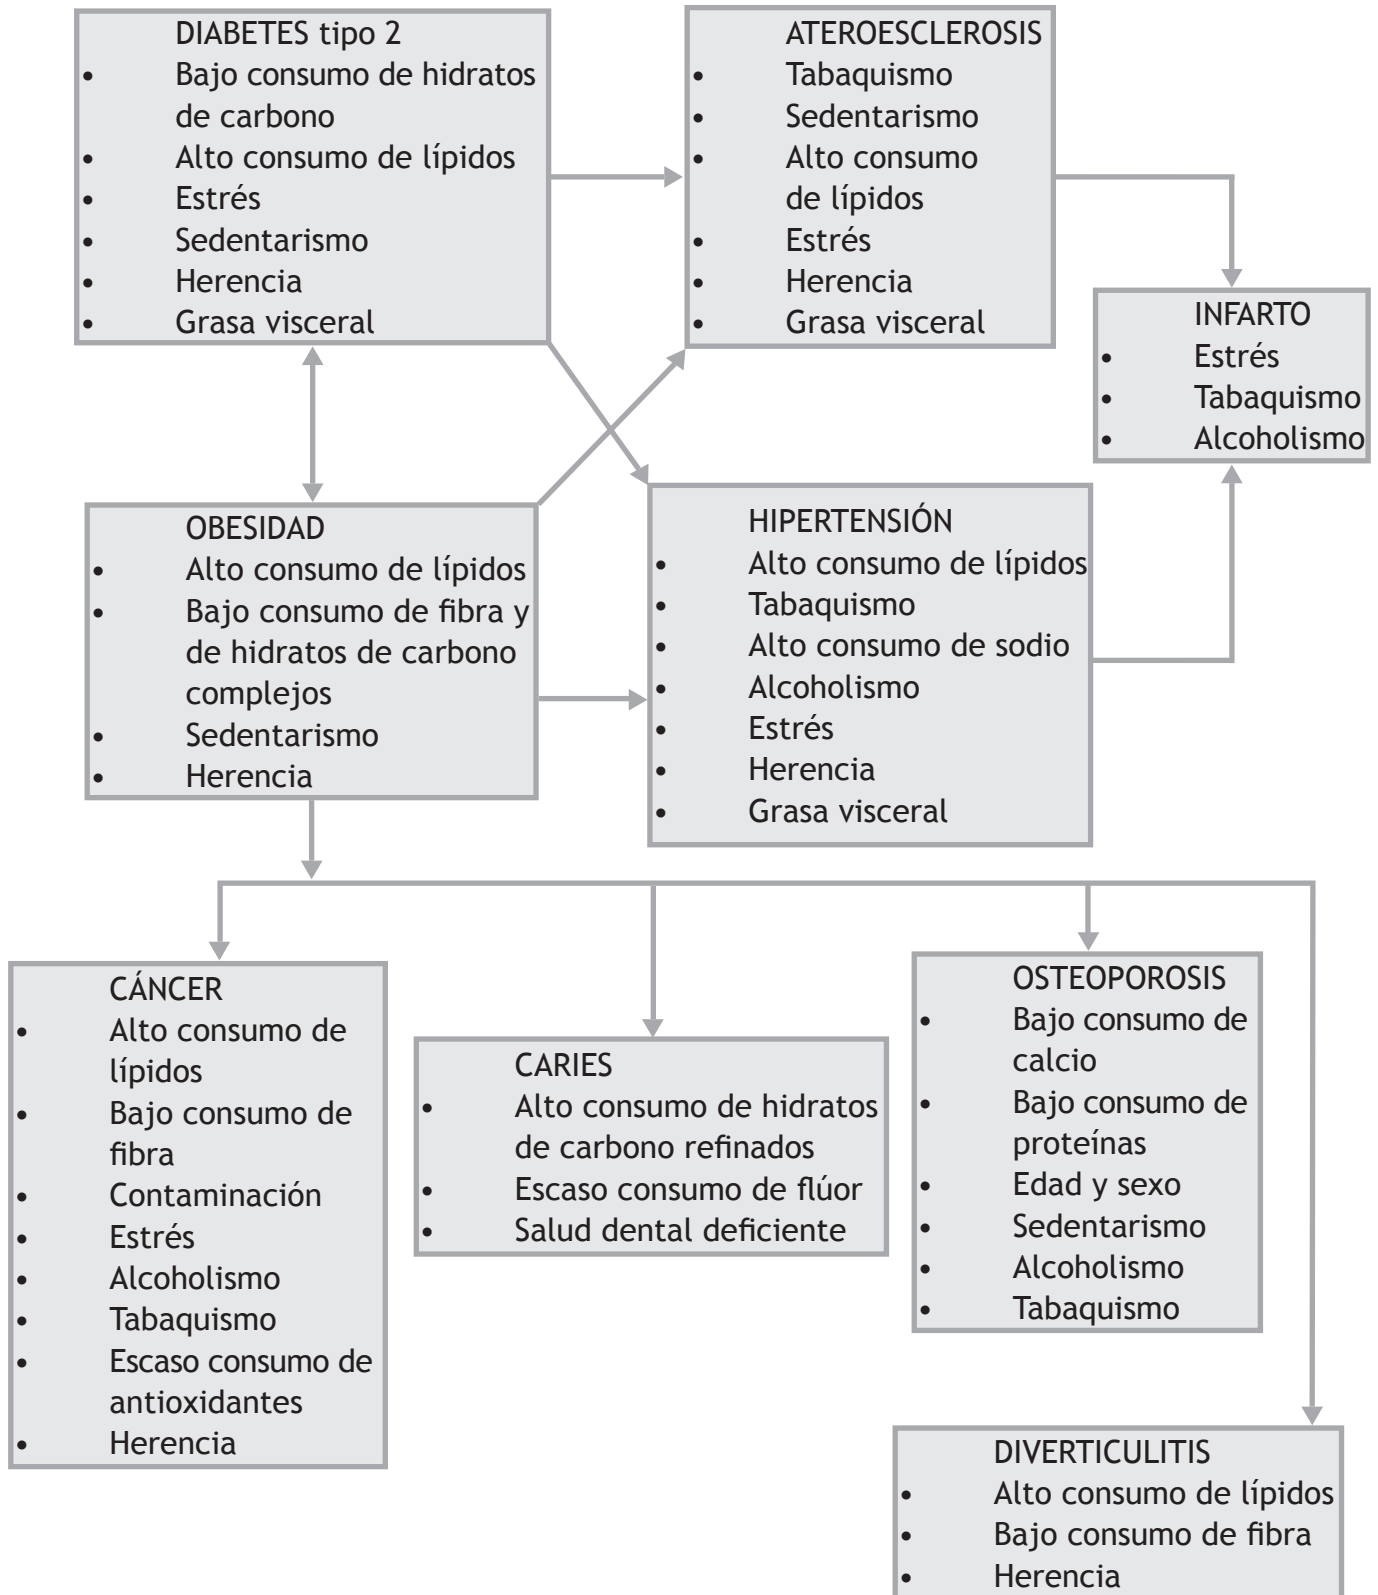 DIABETES tipo 2
• Bajo consumo de hidratos
de carbono
• Alto consumo de lípidos
• Estrés
• Sedentarismo
• Herencia
• Grasa visceral
ATEROESCLEROSIS
• Tabaquismo
• Sedentarismo
• Alto consumo
de lípidos
• Estrés
• Herencia
• Grasa visceral
INFARTO
• Estrés
• Tabaquismo
• Alcoholismo
OBESIDAD
• Alto consumo de lípidos
• Bajo consumo de fibra y
de hidratos de carbono
complejos
• Sedentarismo
• Herencia
HIPERTENSIÓN
• Alto consumo de lípidos
• Tabaquismo
• Alto consumo de sodio
• Alcoholismo
• Estrés
• Herencia
• Grasa visceral
CÁNCER
• Alto consumo de
lípidos
• Bajo consumo de
fibra
• Contaminación
• Estrés
• Alcoholismo
• Tabaquismo
• Escaso consumo de
antioxidantes
• Herencia
CARIES
• Alto consumo de hidratos
de carbono refinados
• Escaso consumo de flúor
• Salud dental deficiente
OSTEOPOROSIS
• Bajo consumo de
calcio
• Bajo consumo de
proteínas
• Edad y sexo
• Sedentarismo
• Alcoholismo
• Tabaquismo
DIVERTICULITIS
• Alto consumo de lípidos
• Bajo consumo de fibra
• Herencia